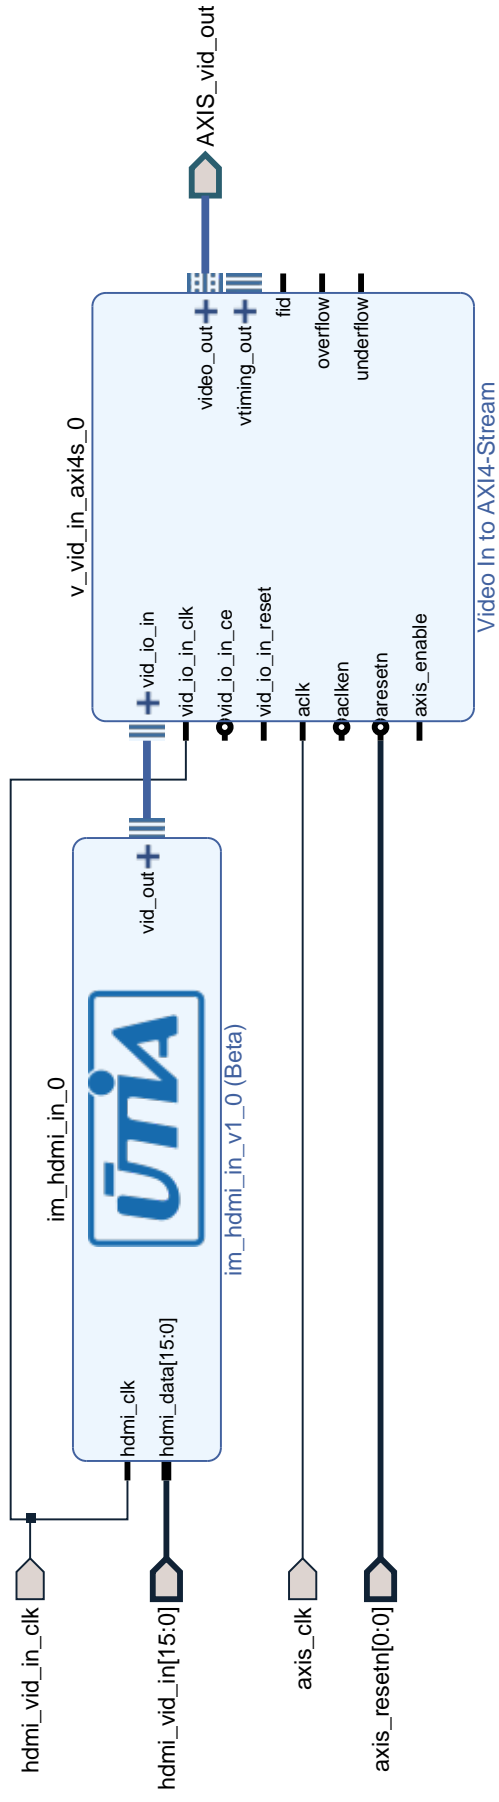 hdmi_vid_in_clk
hdmi_vid_in[15:0]
axis_clk
axis_resetn[0:0]
im_hdmi_in_0
hdmi_clk
hdmi_data[15:0]
ÚTIA
vid_out
im_hdmi_in_v1_0 (Beta)
v_vid_in_axi4s_0
vid_io_in
vid_io_in_clk
vid_io_in_ce
vid_io_in_reset
aclk
aclken
aresetn
axis_enable
video_out
vtiming_out
fid
overflow
underflow
Video In to AXI4-Stream
AXIS_vid_out